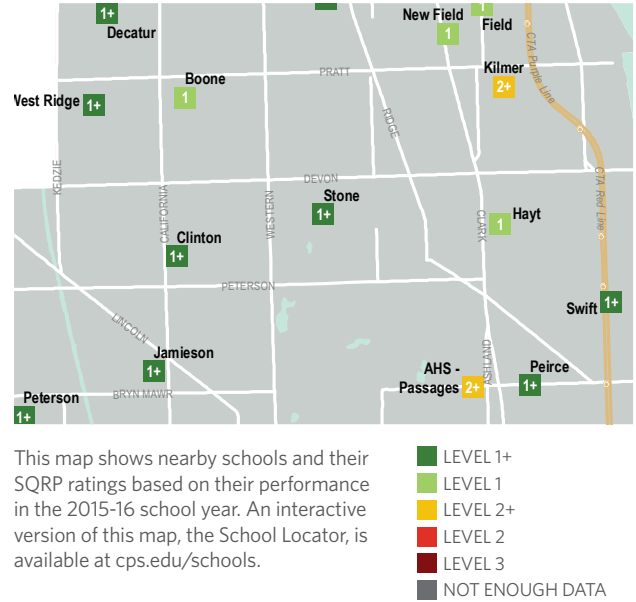 1+
Decatur
New Field
1
Field
1
Kilmer
2+
CTA Purple Line
PRATT
Boone
1
West Ridge
1+
RIDGE
KEDZIE
DEVON
CALIFORNIA
WESTERN
Stone
1+
CLARK
Hayt
1
CTA Red Line
Clinton
1+
PETERSON
Swift
1+
LINCOLN
Jamieson
1+
BRYN MAWR
Peterson
1+
AHS -
Passages
2+
ASHLAND
Peirce
1+
This map shows nearby schools and their
SQRP ratings based on their performance
in the 2015-16 school year. An interactive
version of this map, the School Locator, is
available at cps.edu/schools.
LEVEL 1+
LEVEL 1
LEVEL 2+
LEVEL 2
LEVEL 3
NOT ENOUGH DATA